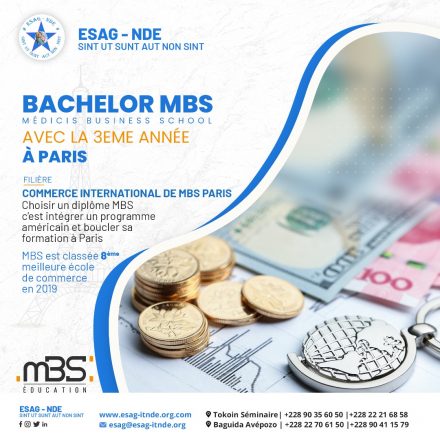 ESAG - NDE
SINT UT SUNT AUT NON SINT
BACHELOR MBS
MÉDICIS BUSINESS SCHOOL
AVEC LA 3EME ANNÉE
À PARIS
FILIÈRE
COMMERCE INTERNATIONAL DE MBS PARIS
Choisir un diplôme MBS
c'est intégrer un programme
américain et boucler sa
formation à Paris
MBS est classée 8ème
meilleure école
de commerce
en 2019
mBS
ÉDUCATION
ESAG - NDE
SINT UT SUNT AUT NON SINT
www.esag-itnde.org.com
esag@esag-itnde.org
Tokoin Séminaire| +228 90 35 60 50 |+228 22 21 68 58
Baguida Avépozo | +228 22 70 61 50 |+228 90 41 15 79